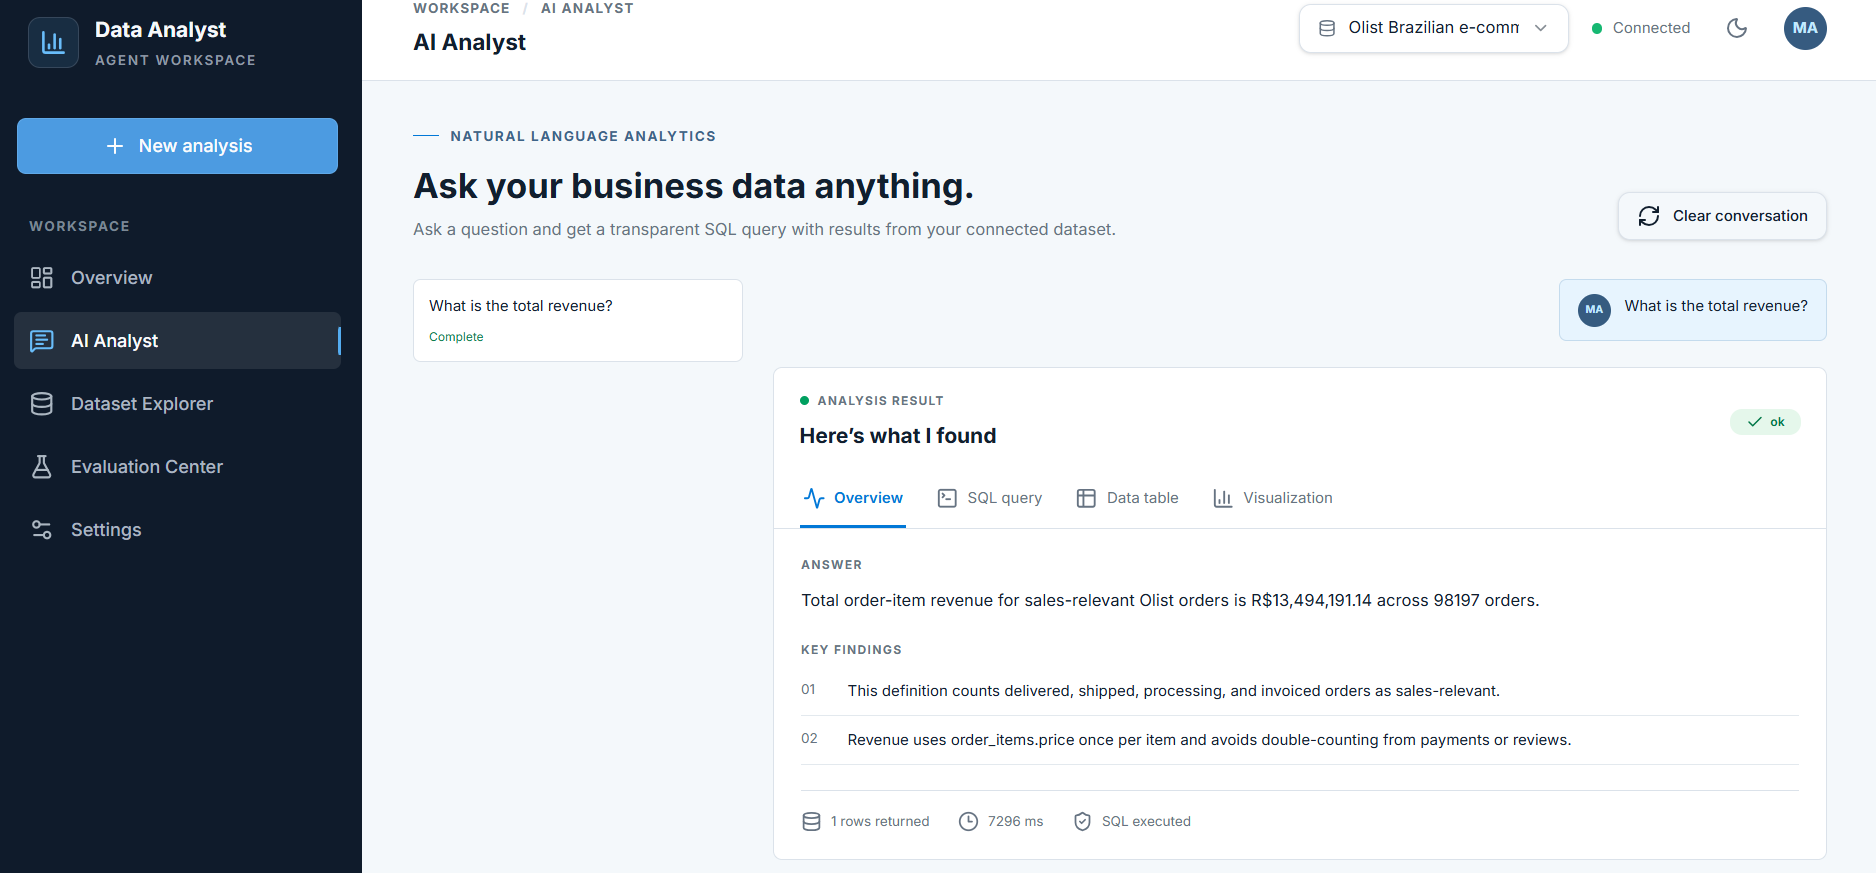 Data Analyst
AGENT WORKSPACE
New analysis
WORKSPACE
Overview
AI Analyst
Dataset Explorer
Evaluation Center
Settings
WORKSPACE / AI ANALYST
AI Analyst
Olist Brazilian e-comm
Connected
MA
NATURAL LANGUAGE ANALYTICS
Ask your business data anything.
Ask a question and get a transparent SQL query with results from your connected dataset.
Clear conversation
What is the total revenue?
Complete
MA
What is the total revenue?
ANALYSIS RESULT
Here’s what I found
ok
Overview
SQL query
Data table
Visualization
ANSWER
Total order-item revenue for sales-relevant Olist orders is R$13,494,191.14 across 98197 orders.
KEY FINDINGS
01 This definition counts delivered, shipped, processing, and invoiced orders as sales-relevant.
02 Revenue uses order_items.price once per item and avoids double-counting from payments or reviews.
1 rows returned
7296 ms
SQL executed